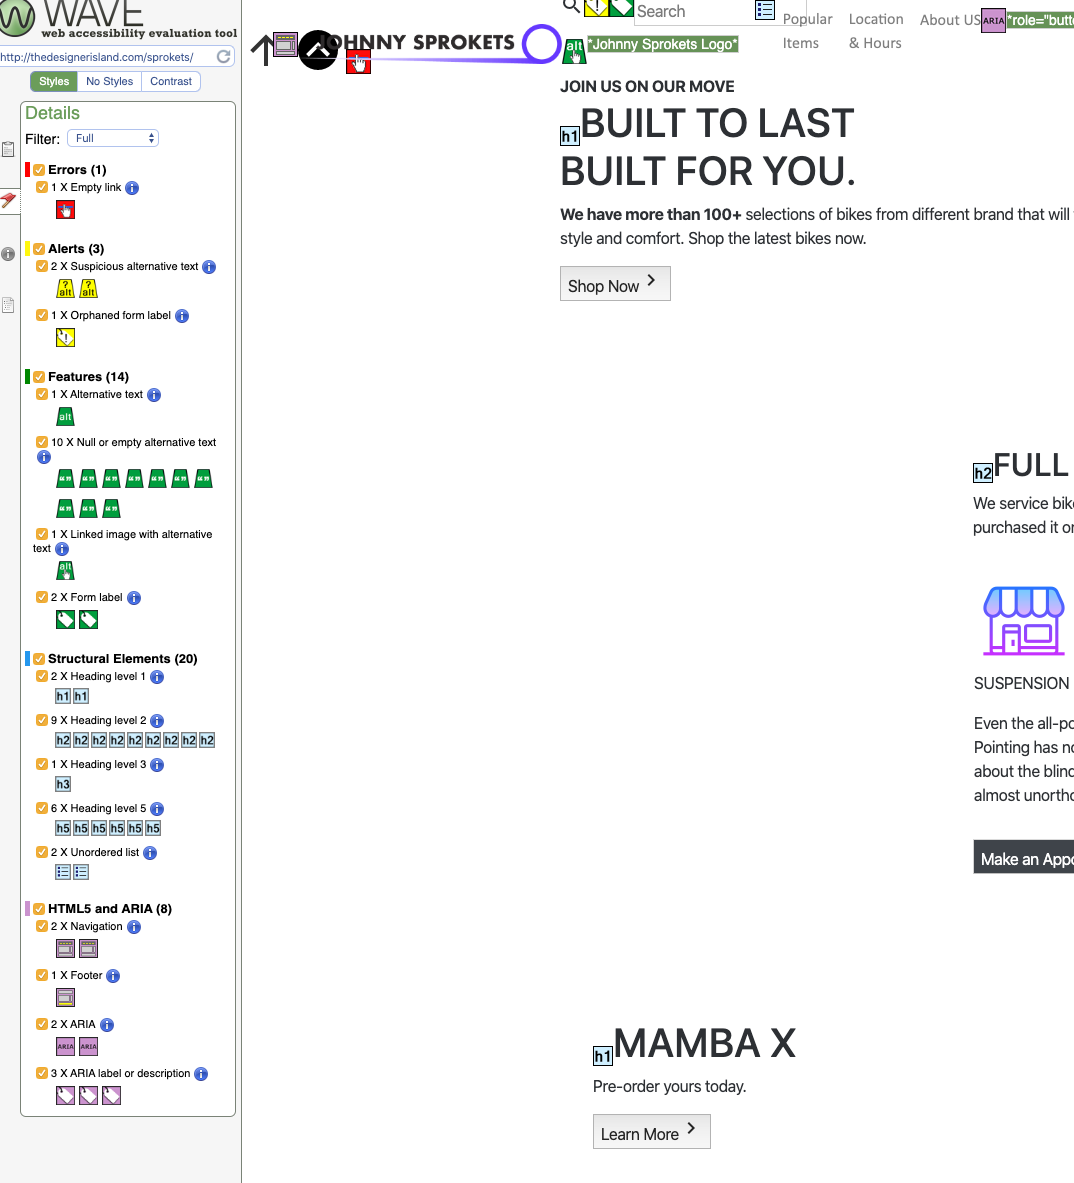 WAVE
web accessibility evaluation tool
http://thedesignerisland.com/sprokets/
Styles
No Styles
Contrast
Details
Filter:
Full
Errors (1)
1 X Empty link
Alerts (3)
2 X Suspicious alternative text
?
alt
?
alt
1 X Orphaned form label
!
Features (14)
1 X Alternative text
alt
10 X Null or empty alternative text
1 X Linked image with alternative
text
alt
2 X Form label
Structural Elements (20)
2 X Heading level 1
h1 h1
9 X Heading level 2
h2 h2 h2 h2 h2 h2 h2 h2 h2
1 X Heading level 3
h3
6 X Heading level 5
h5 h5 h5 h5 h5 h5
2 X Unordered list
HTML5 and ARIA (8)
2 X Navigation
1 X Footer
2 X ARIA
ARIA ARIA
3 X ARIA label or description
JOHNNY SPROKETS
alt
*Johnny Sprokets Logo*
!
Search
Popular
Items
Location
& Hours
About US
ARIA
*role="butt
JOIN US ON OUR MOVE
h1 BUILT TO LAST
BUILT FOR YOU.
We have more than 100+ selections of bikes from different brand that will
style and comfort. Shop the latest bikes now.
Shop Now
h2 FULL
We service bik
purchased it o
SUSPENSION
Even the all-po
Pointing has no
about the blind
almost unortho
Make an Appo
h1 MAMBA X
Pre-order yours today.
Learn More